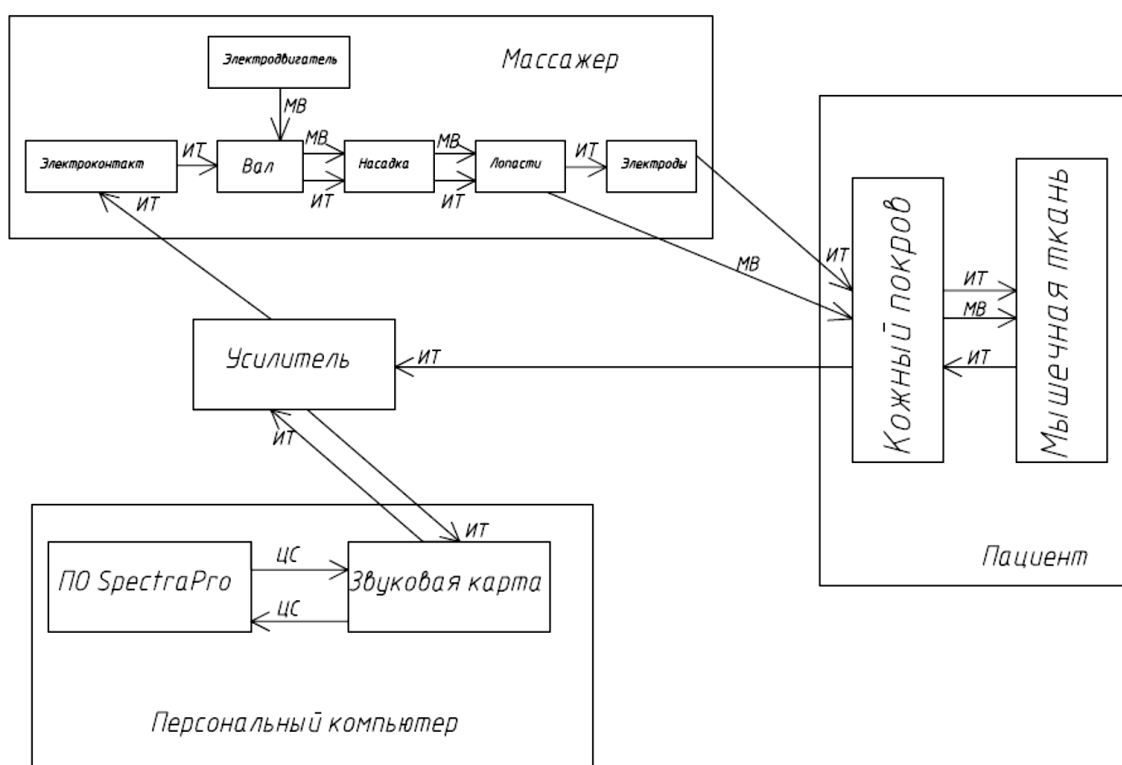 Электродвигатель
Массажер
МВ
Электроконтакт
ИТ
Вал
МВ
ИТ
Насадка
МВ
ИТ
Лопасти
ИТ
Электроды
ИТ
МВ
ИТ
Кожный покров
ИТ
МВ
ИТ
Мышечная ткань
Усилитель
ИТ
ИТ
ИТ
Пациент
ПО SpectraPro
ЦС
ЦС
Звуковая карта
Персональный компьютер